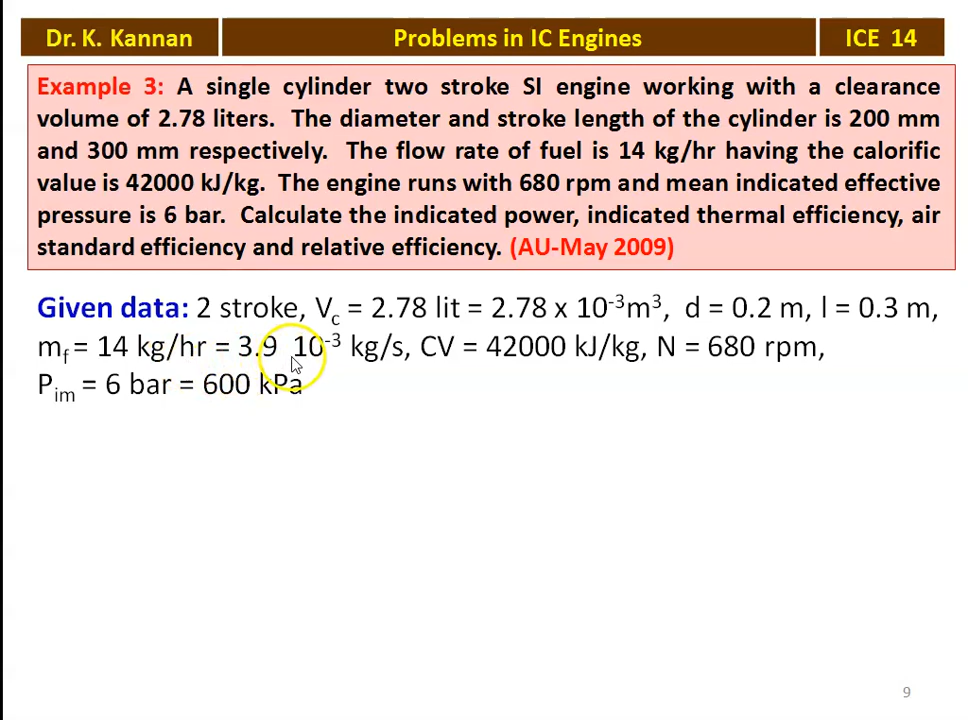 Dr. K. Kannan Problems in IC Engines ICE 14
Example 3: A single cylinder two stroke SI engine working with a clearance
volume of 2.78 liters. The diameter and stroke length of the cylinder is 200 mm
and 300 mm respectively. The flow rate of fuel is 14 kg/hr having the calorific
value is 42000 kJ/kg. The engine runs with 680 rpm and mean indicated effective
pressure is 6 bar. Calculate the indicated power, indicated thermal efficiency, air
standard efficiency and relative efficiency. (AU-May 2009)
Given data: 2 stroke, Vc = 2.78 lit = 2.78 x 10⁻³m³, d = 0.2 m, l = 0.3 m,
mf = 14 kg/hr = 3.9 10⁻³ kg/s, CV = 42000 kJ/kg, N = 680 rpm,
Pim = 6 bar = 600 kPa
9